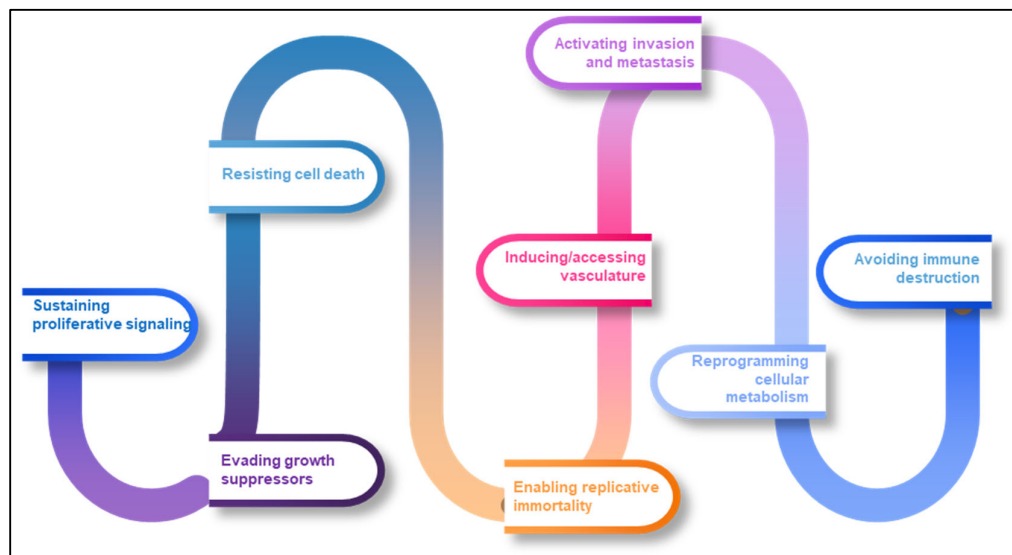 Sustaining
proliferative signaling
Evading growth
suppressors
Resisting cell death
Enabling replicative
immortality
Inducing/accessing
vasculature
Activating invasion
and metastasis
Reprogramming
cellular
metabolism
Avoiding immune
destruction